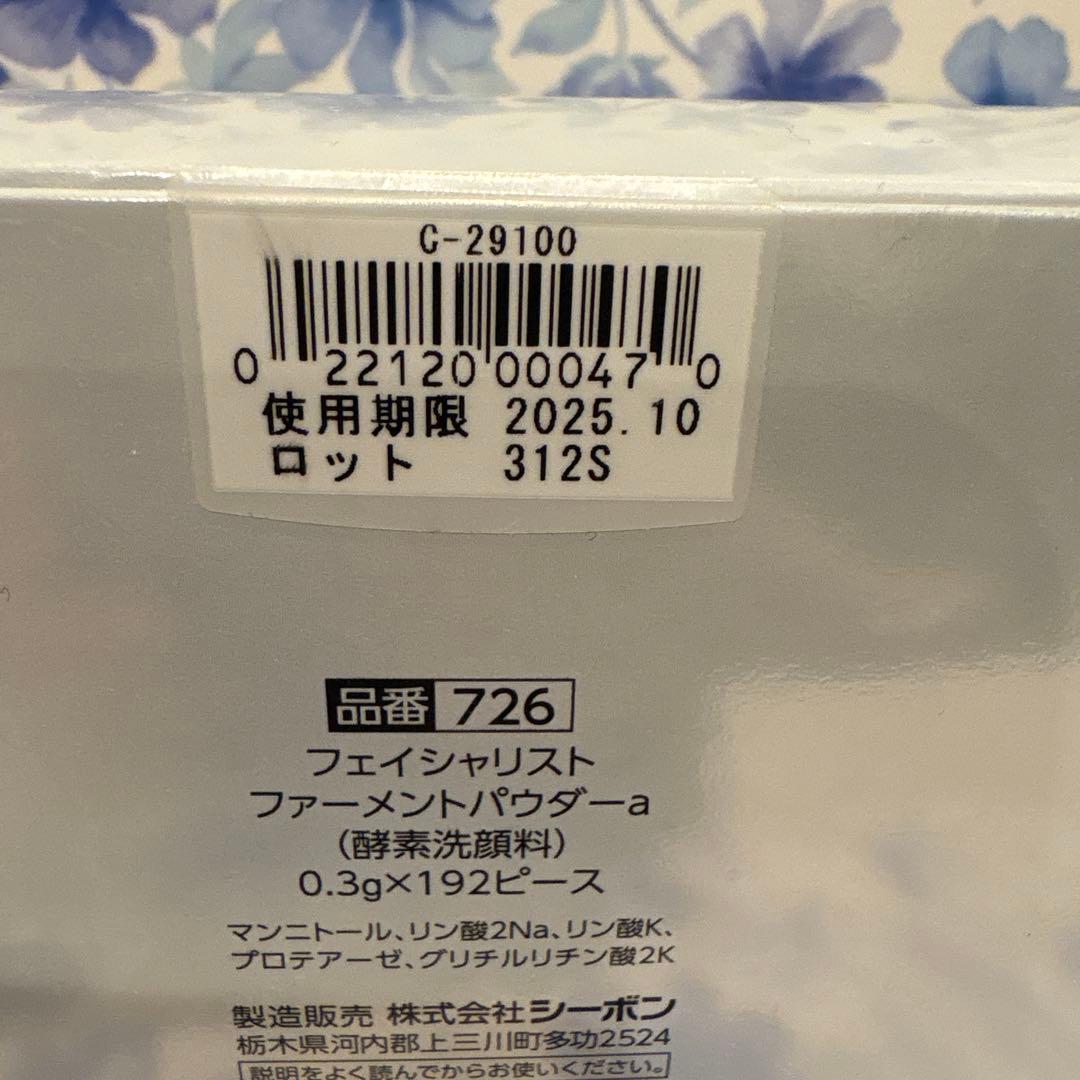 C-29100
0 22120 00047 0
使用期限 2025.10
ロット 312S
品番 726
フェイシャリスト
ファーメントパウダーa
(酵素洗顔料)
0.3g×192ピース
マンニトール、リン酸2Na、リン酸K、
プロテアーゼ、グリチルリチン酸2K
製造販売 株式会社シーボン
栃木県河内郡上三川町多功2524
説明をよく読んでからお使いください。